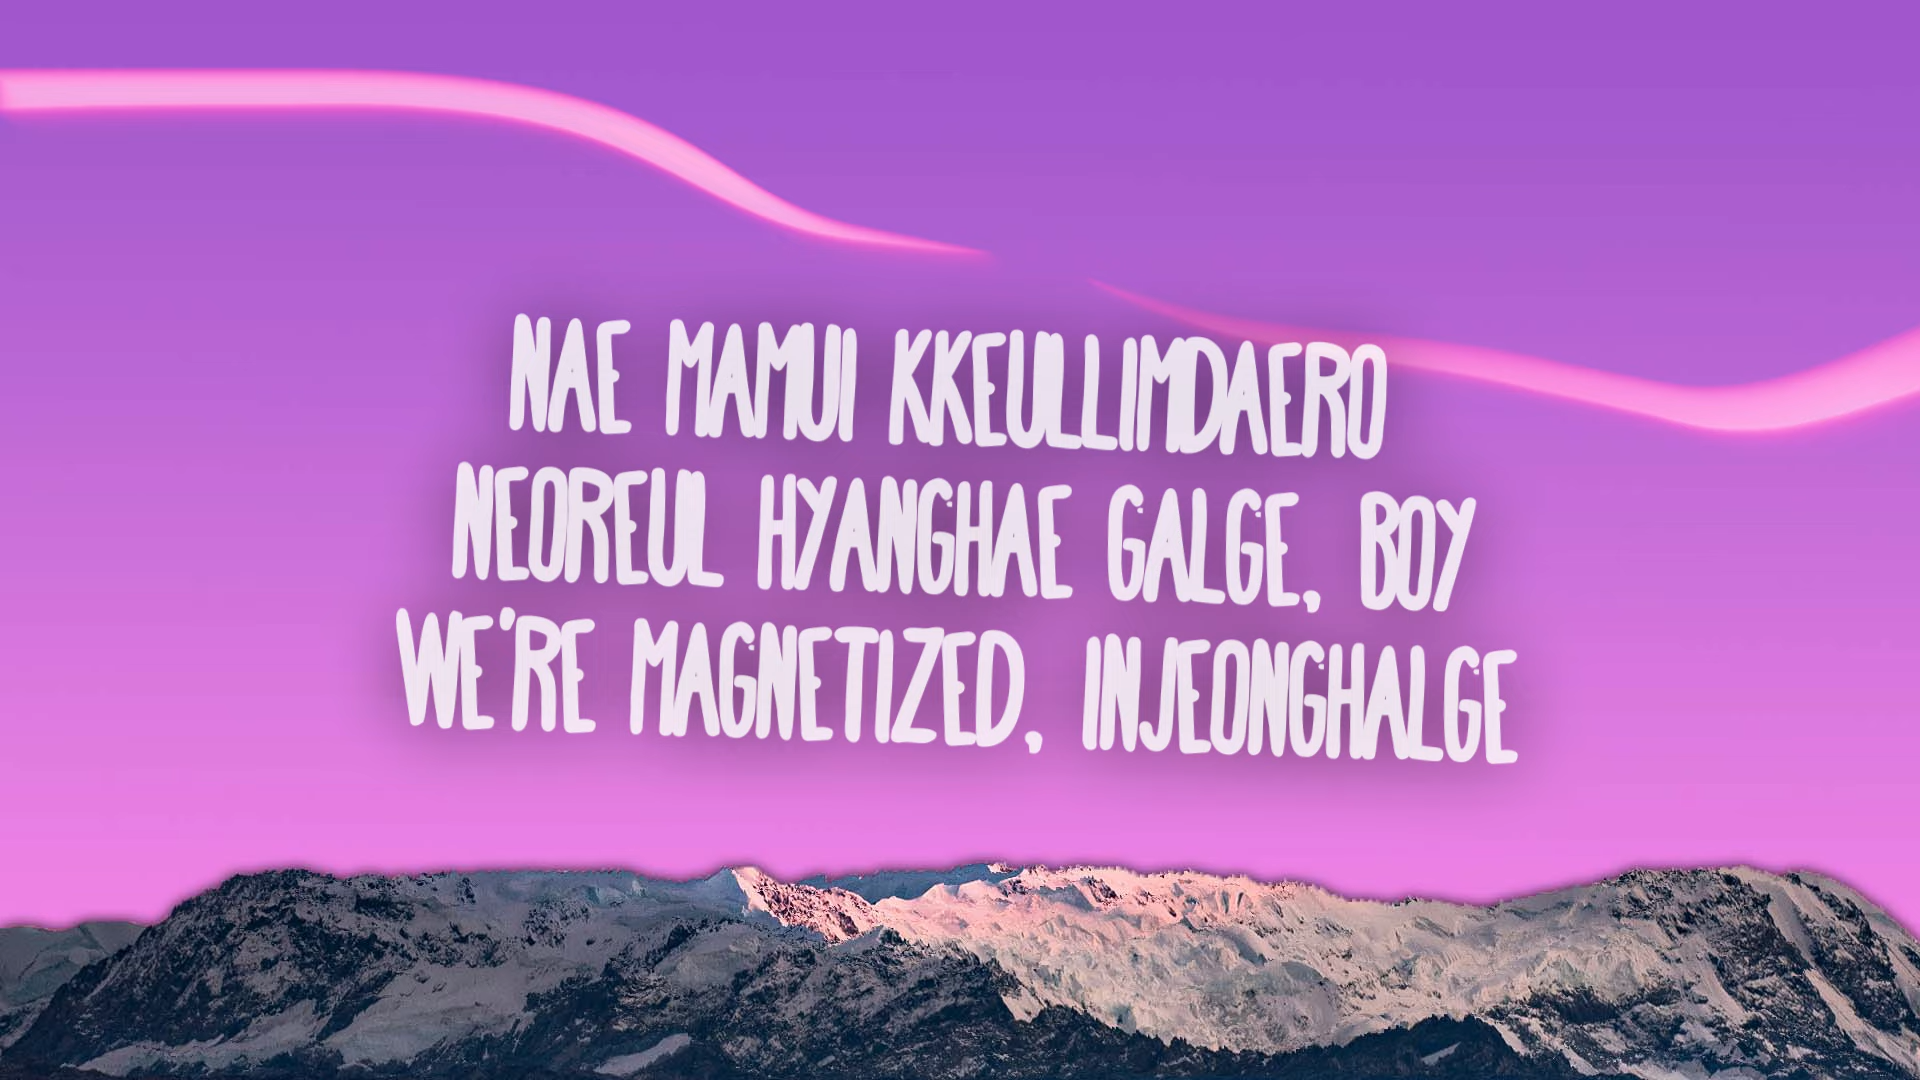 NAE MAMUI KKEULLIMDAERO
NEOREUL HYANGHAE GALGE, BOY
WE'RE MAGNETIZED, INJEONGHALGE